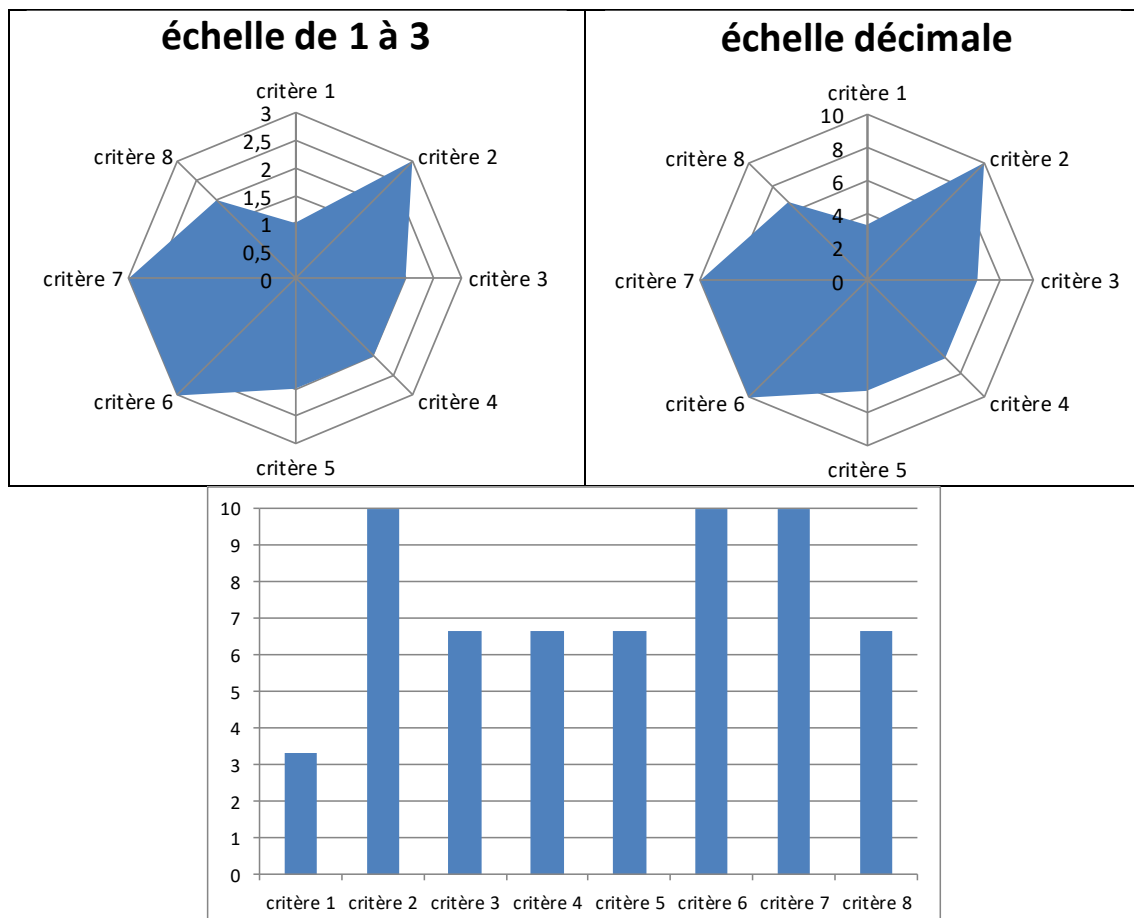 échelle de 1 à 3
critère 1
3
critère 8
2,5
critère 2
2
1,5
1
0,5
critère 7
0
critère 3
critère 6
critère 4
critère 5
échelle décimale
critère 1
10
critère 8
8
critère 2
6
4
2
critère 7
0
critère 3
critère 6
critère 4
critère 5
10
9
8
7
6
5
4
3
2
1
0
critère 1 critère 2 critère 3 critère 4 critère 5 critère 6 critère 7 critère 8